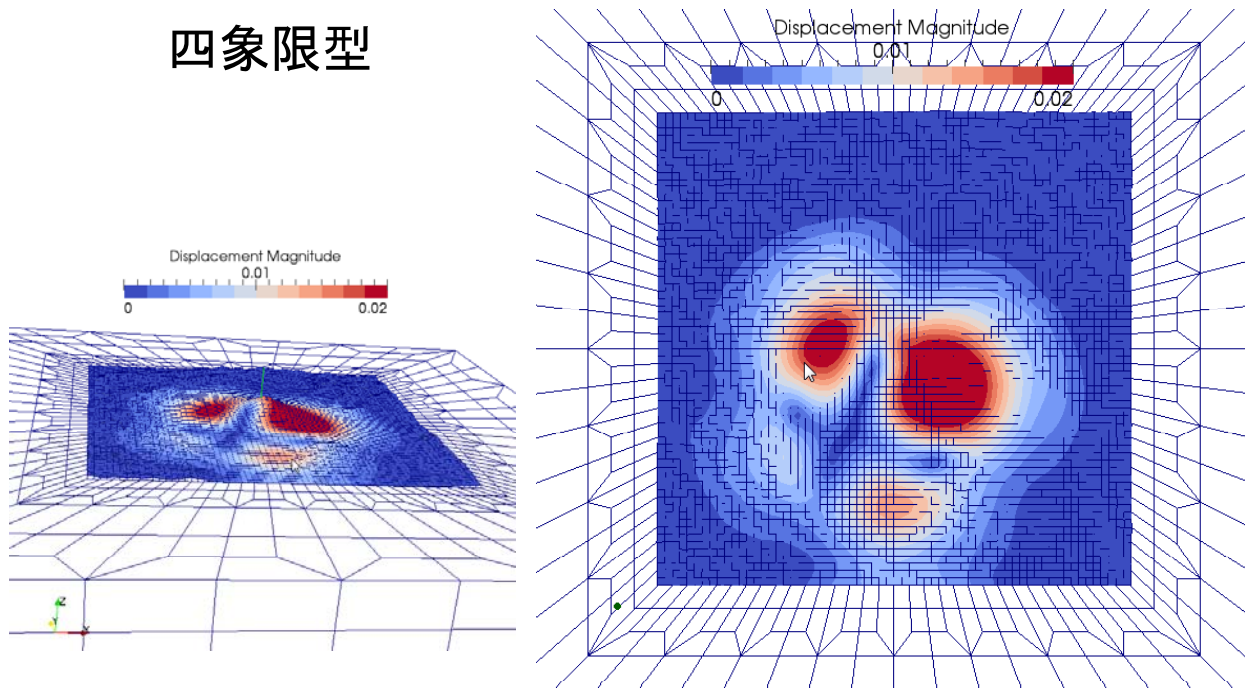 四象限型
Displacement Magnitude
0.01
0 0.02
Displacement Magnitude
0.01
0 0.02
Z
Y
X